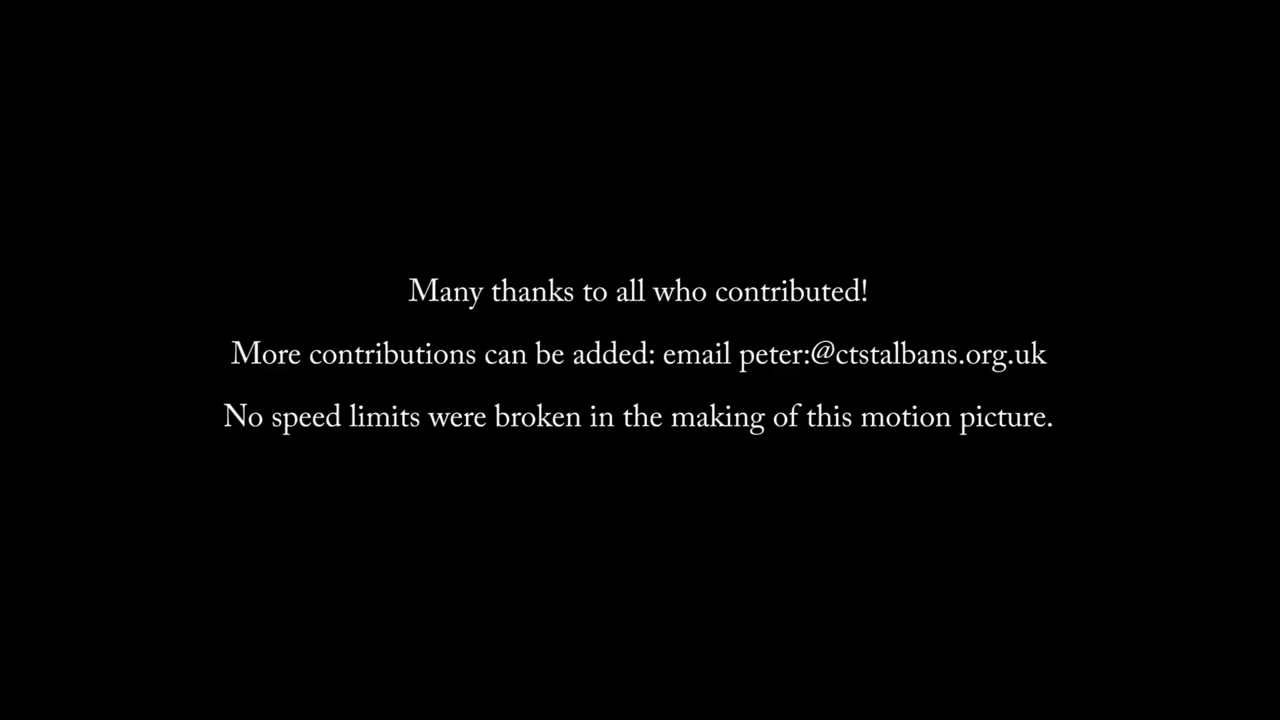 Many thanks to all who contributed!
More contributions can be added: email peter:@ctstalbans.org.uk
No speed limits were broken in the making of this motion picture.